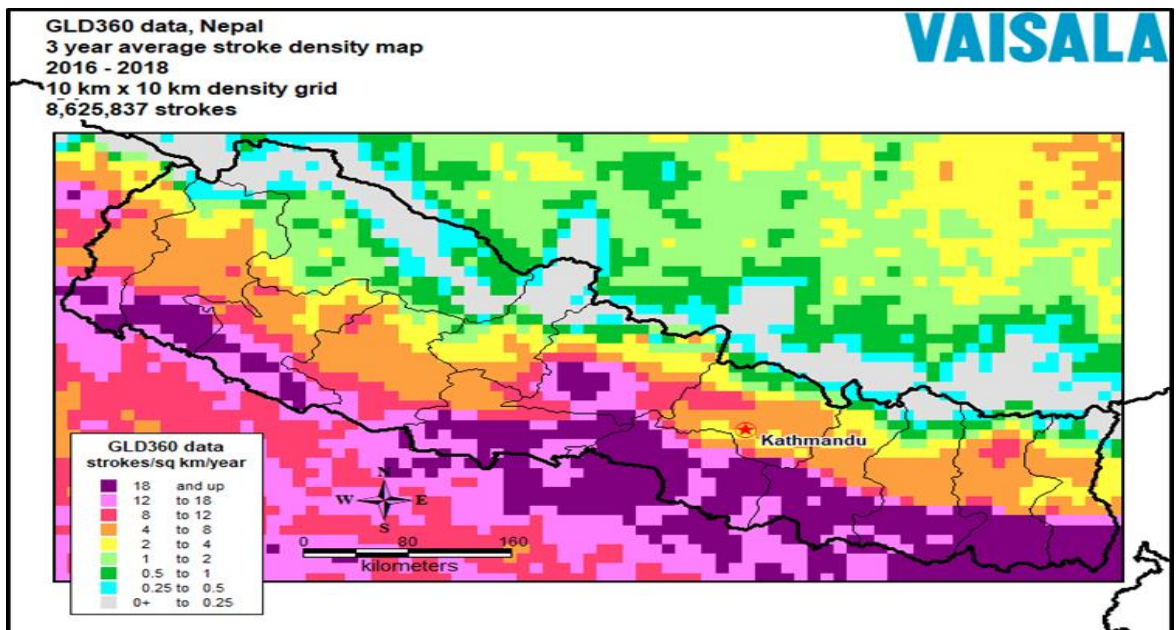 GLD360 data, Nepal
3 year average stroke density map
2016 - 2018
10 km x 10 km density grid
8,625,837 strokes
VAISALA
Kathmandu
GLD360 data
strokes/sq km/year
18 and up
12 to 18
8 to 12
4 to 8
2 to 4
1 to 2
0.5 to 1
0.25 to 0.5
0+ to 0.25
N
W E
S
0 80 160
kilometers